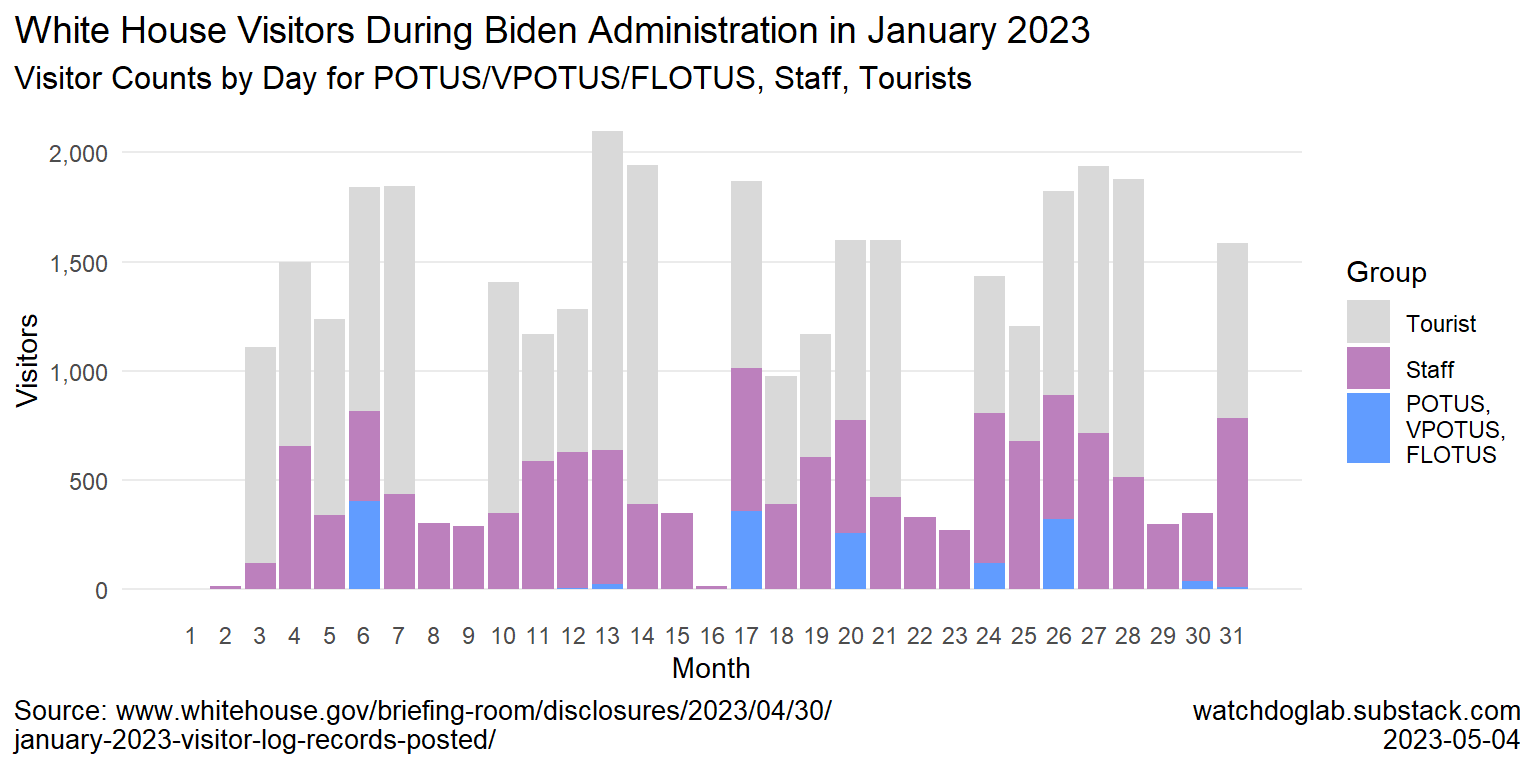 White House Visitors During Biden Administration in January 2023
Visitor Counts by Day for POTUS/VPOTUS/FLOTUS, Staff, Tourists
2,000
1,500
1,000
500
0
Visitors
1 2 3 4 5 6 7 8 9 10 11 12 13 14 15 16 17 18 19 20 21 22 23 24 25 26 27 28 29 30 31
Month
Group
Tourist
Staff
POTUS,
VPOTUS,
FLOTUS
Source: www.whitehouse.gov/briefing-room/disclosures/2023/04/30/
january-2023-visitor-log-records-posted/
watchdoglab.substack.com
2023-05-04